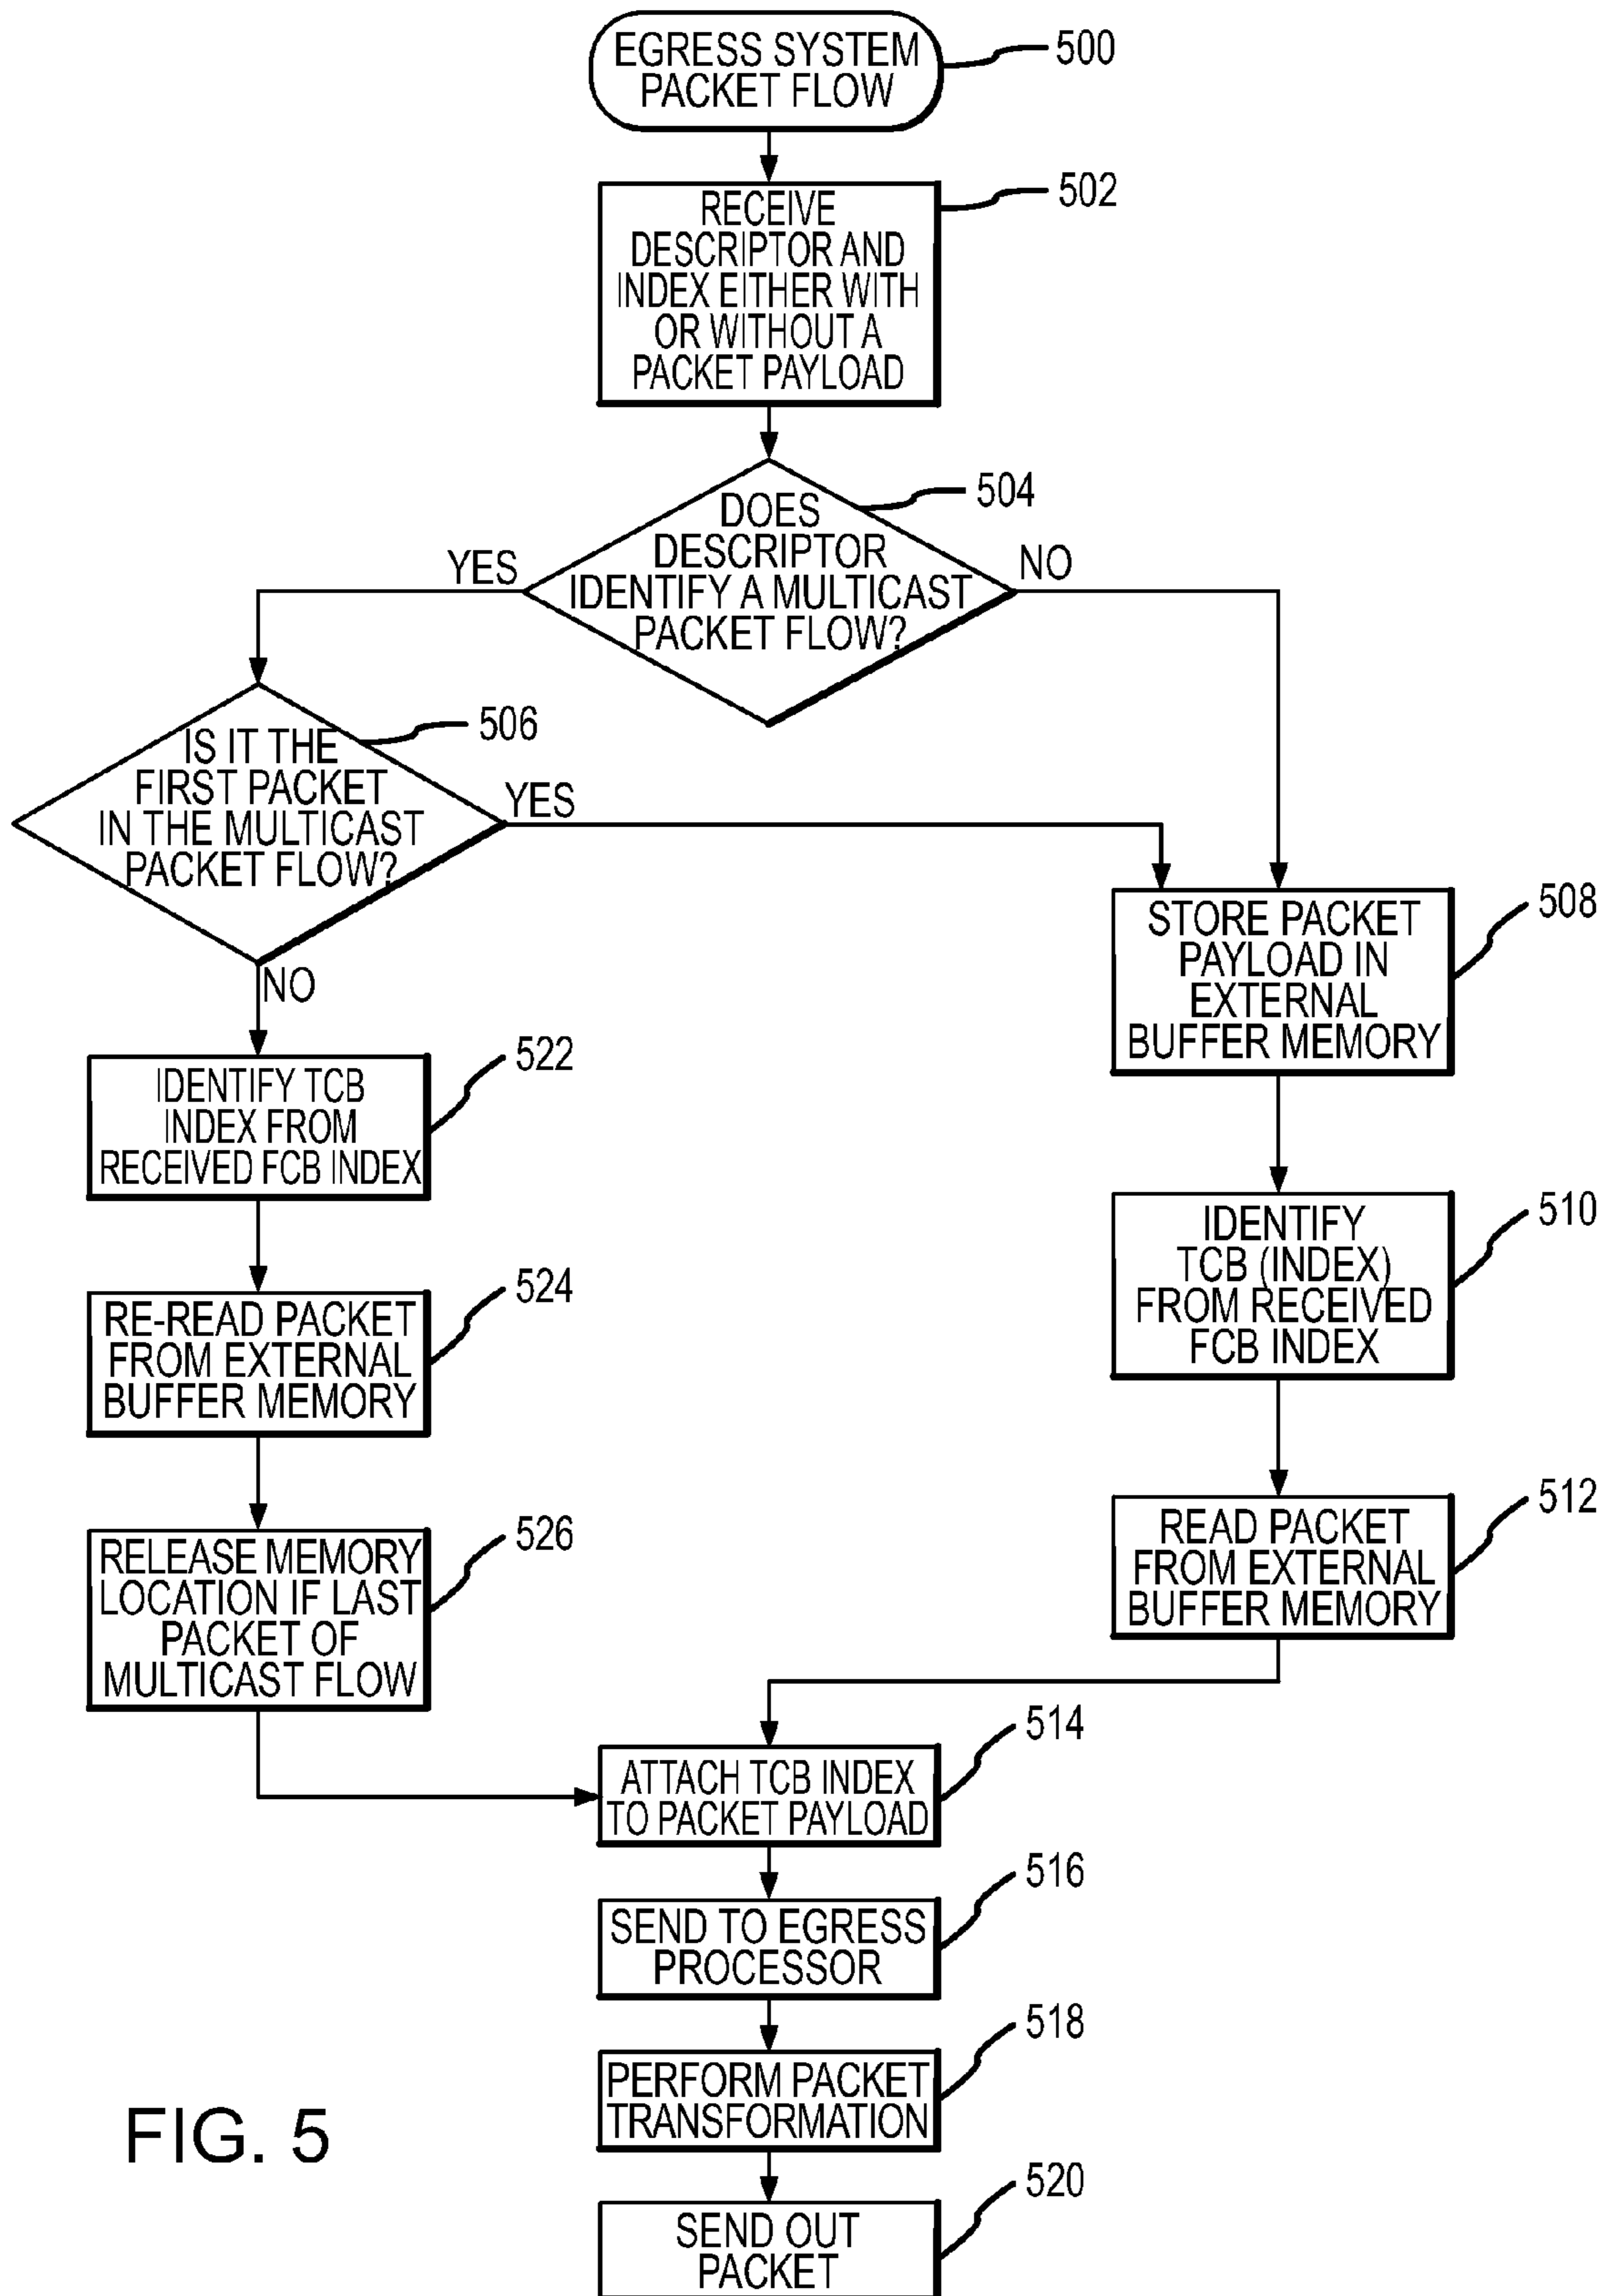 EGRESS SYSTEM
PACKET FLOW
500
RECEIVE
DESCRIPTOR AND
INDEX EITHER WITH
OR WITHOUT A
PACKET PAYLOAD
502
DOES
DESCRIPTOR
IDENTIFY A MULTICAST
PACKET FLOW?
504
YES
NO
IS IT THE
FIRST PACKET
IN THE MULTICAST
PACKET FLOW?
506
YES
NO
STORE PACKET
PAYLOAD IN
EXTERNAL
BUFFER MEMORY
508
IDENTIFY TCB
INDEX FROM
RECEIVED FCB INDEX
522
IDENTIFY
TCB (INDEX)
FROM RECEIVED
FCB INDEX
510
RE-READ PACKET
FROM EXTERNAL
BUFFER MEMORY
524
READ PACKET
FROM EXTERNAL
BUFFER MEMORY
512
RELEASE MEMORY
LOCATION IF LAST
PACKET OF
MULTICAST FLOW
526
ATTACH TCB INDEX
TO PACKET PAYLOAD
514
SEND TO EGRESS
PROCESSOR
516
PERFORM PACKET
TRANSFORMATION
518
SEND OUT
PACKET
520
FIG. 5